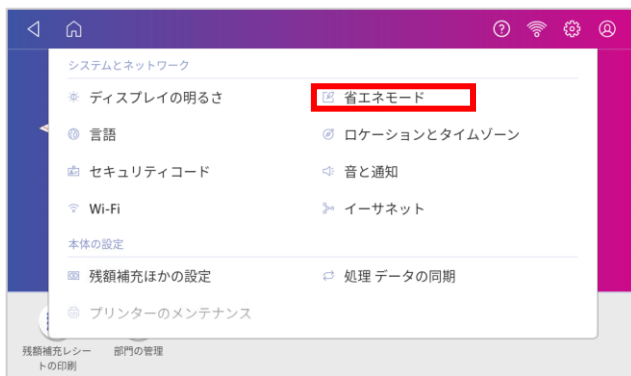 システムとネットワーク
ディスプレイの明るさ
省エネモード
言語
ロケーションとタイムゾーン
セキュリティコード
音と通知
Wi-Fi
イーサネット
本体の設定
残額補充ほかの設定
処理 データの同期
プリンターのメンテナンス
残額補充レシー
トの印刷
部門の管理